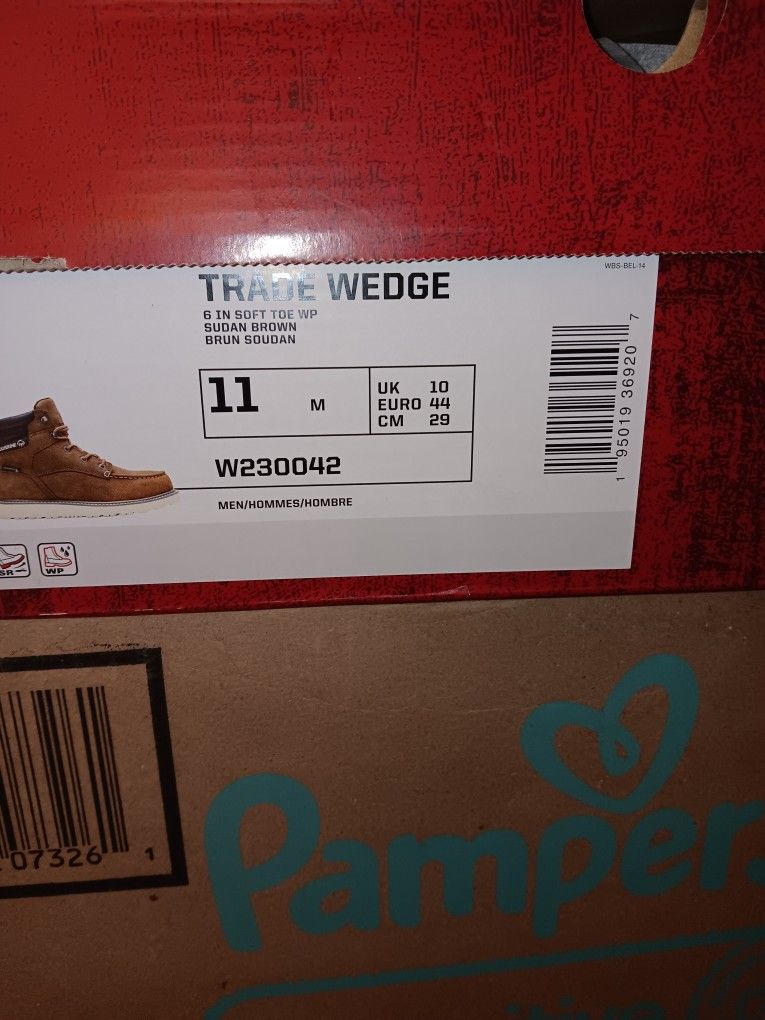 WBS-BEL-14
TRADE WEDGE
6 IN SOFT TOE WP
SUDAN BROWN
BRUN SOUDAN
11 M
UK 10
EURO 44
CM 29
W230042
MEN/HOMMES/HOMBRE
1 95019 36920 7
SR
WP
07326 1
Pampers